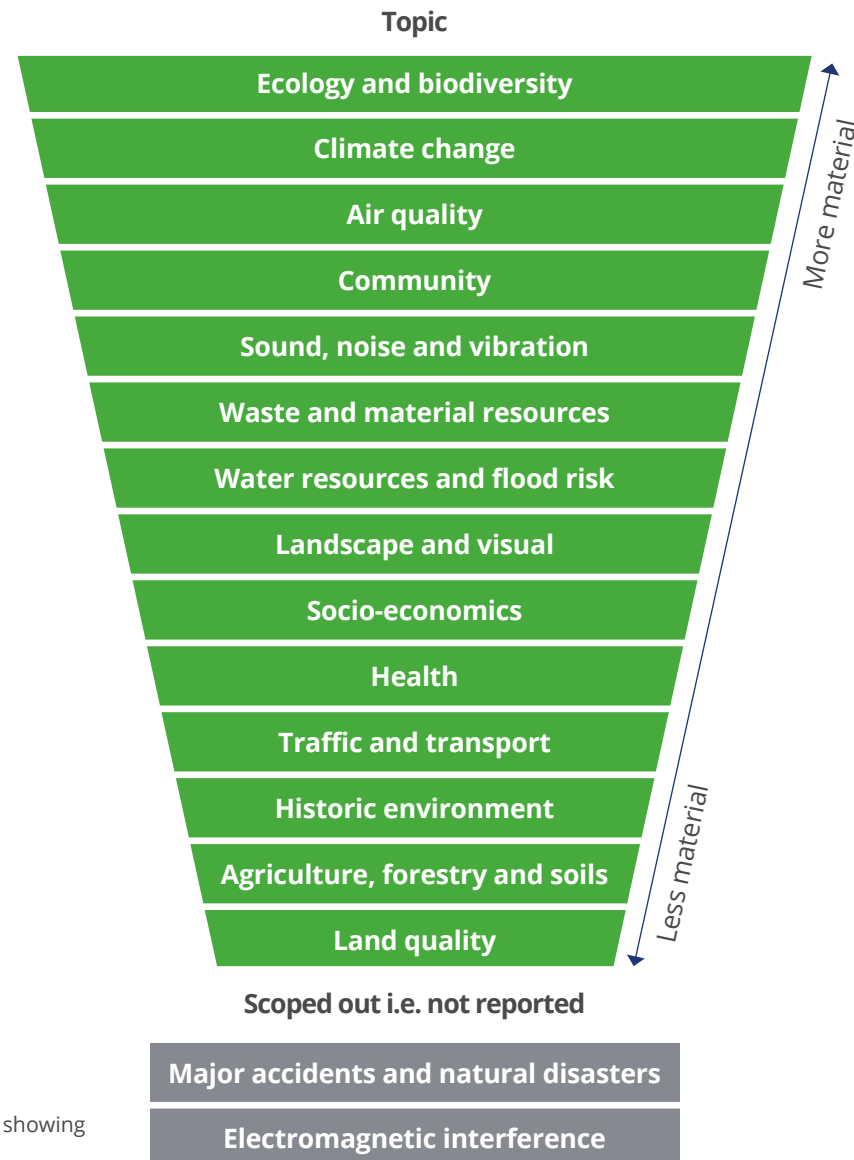 Topic
Ecology and biodiversity
Climate change
Air quality
Community
Sound, noise and vibration
Waste and material resources
Water resources and flood risk
Landscape and visual
Socio-economics
Health
Traffic and transport
Historic environment
Agriculture, forestry and soils
Land quality
More material
Less material
Scoped out i.e. not reported
Major accidents and natural disasters
showing
Electromagnetic interference